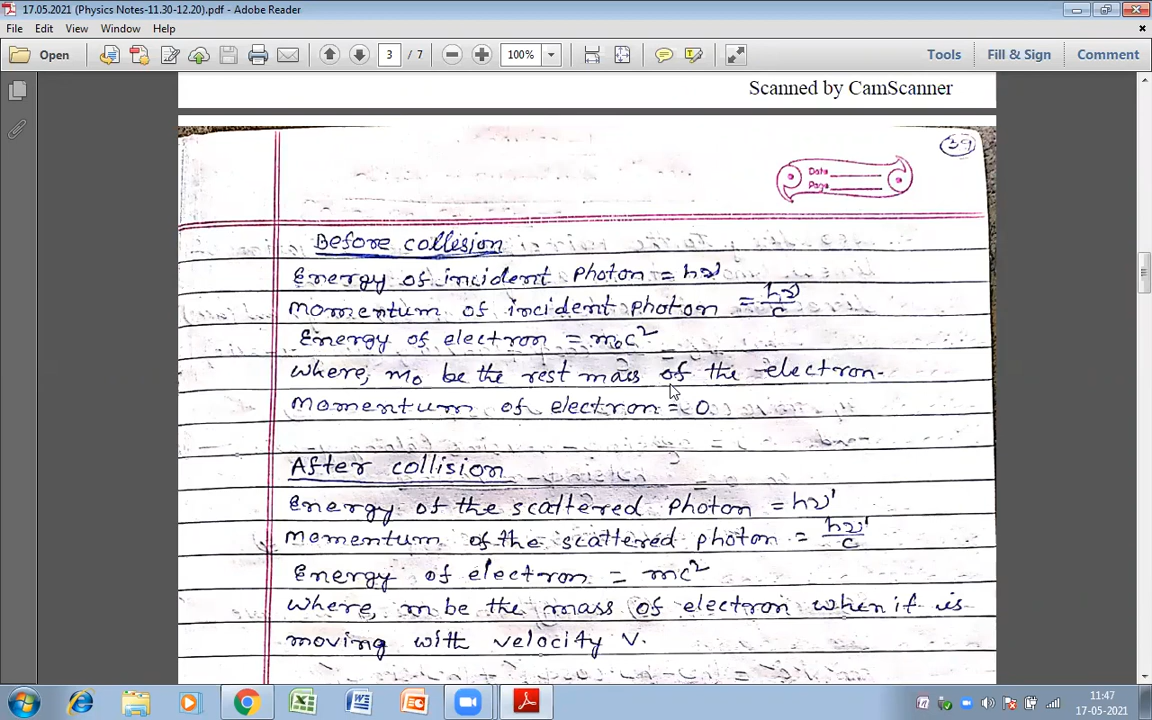 17.05.2021 (Physics Notes-11.30-12.20).pdf - Adobe Reader
File Edit View Window Help
Open 3 / 7 100% Tools Fill & Sign Comment
Scanned by CamScanner
39
Date
Page
Before collision
Energy of incident Photon = hν
Momentum of incident photon = hν/c
Energy of electron = m₀c²
where, m₀ be the rest mass of the electron.
Momentum of electron = 0
After collision
Energy of the scattered Photon = hν'
Momentum of the scattered photon = hν'/c
Energy of electron = mc²
where, m be the mass of electron when it is
moving with velocity v.
11:47
17-05-2021